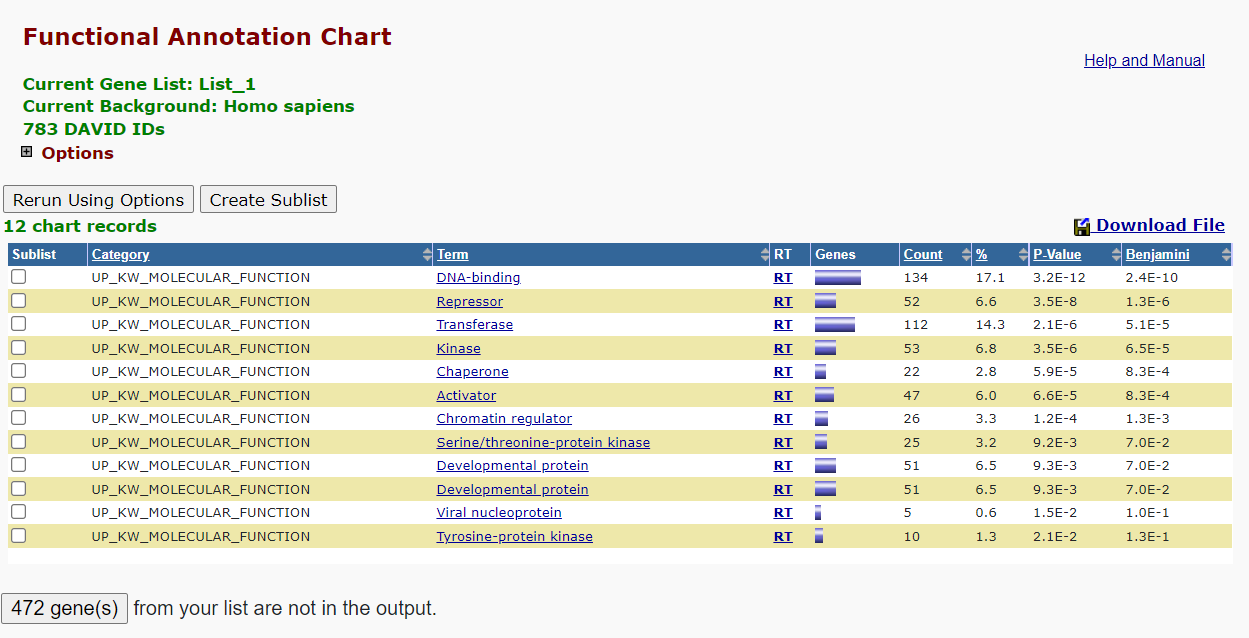 Functional Annotation Chart
Help and Manual
Current Gene List: List_1
Current Background: Homo sapiens
783 DAVID IDs
Options
Rerun Using Options Create Sublist
12 chart records Download File
Sublist Category Term RT Genes Count % P-Value Benjamini
UP_KW_MOLECULAR_FUNCTION DNA-binding RT 134 17.1 3.2E-12 2.4E-10
UP_KW_MOLECULAR_FUNCTION Repressor RT 52 6.6 3.5E-8 1.3E-6
UP_KW_MOLECULAR_FUNCTION Transferase RT 112 14.3 2.1E-6 5.1E-5
UP_KW_MOLECULAR_FUNCTION Kinase RT 53 6.8 3.5E-6 6.5E-5
UP_KW_MOLECULAR_FUNCTION Chaperone RT 22 2.8 5.9E-5 8.3E-4
UP_KW_MOLECULAR_FUNCTION Activator RT 47 6.0 6.6E-5 8.3E-4
UP_KW_MOLECULAR_FUNCTION Chromatin regulator RT 26 3.3 1.2E-4 1.3E-3
UP_KW_MOLECULAR_FUNCTION Serine/threonine-protein kinase RT 25 3.2 9.2E-3 7.0E-2
UP_KW_MOLECULAR_FUNCTION Developmental protein RT 51 6.5 9.3E-3 7.0E-2
UP_KW_MOLECULAR_FUNCTION Developmental protein RT 51 6.5 9.3E-3 7.0E-2
UP_KW_MOLECULAR_FUNCTION Viral nucleoprotein RT 5 0.6 1.5E-2 1.0E-1
UP_KW_MOLECULAR_FUNCTION Tyrosine-protein kinase RT 10 1.3 2.1E-2 1.3E-1
472 gene(s) from your list are not in the output.